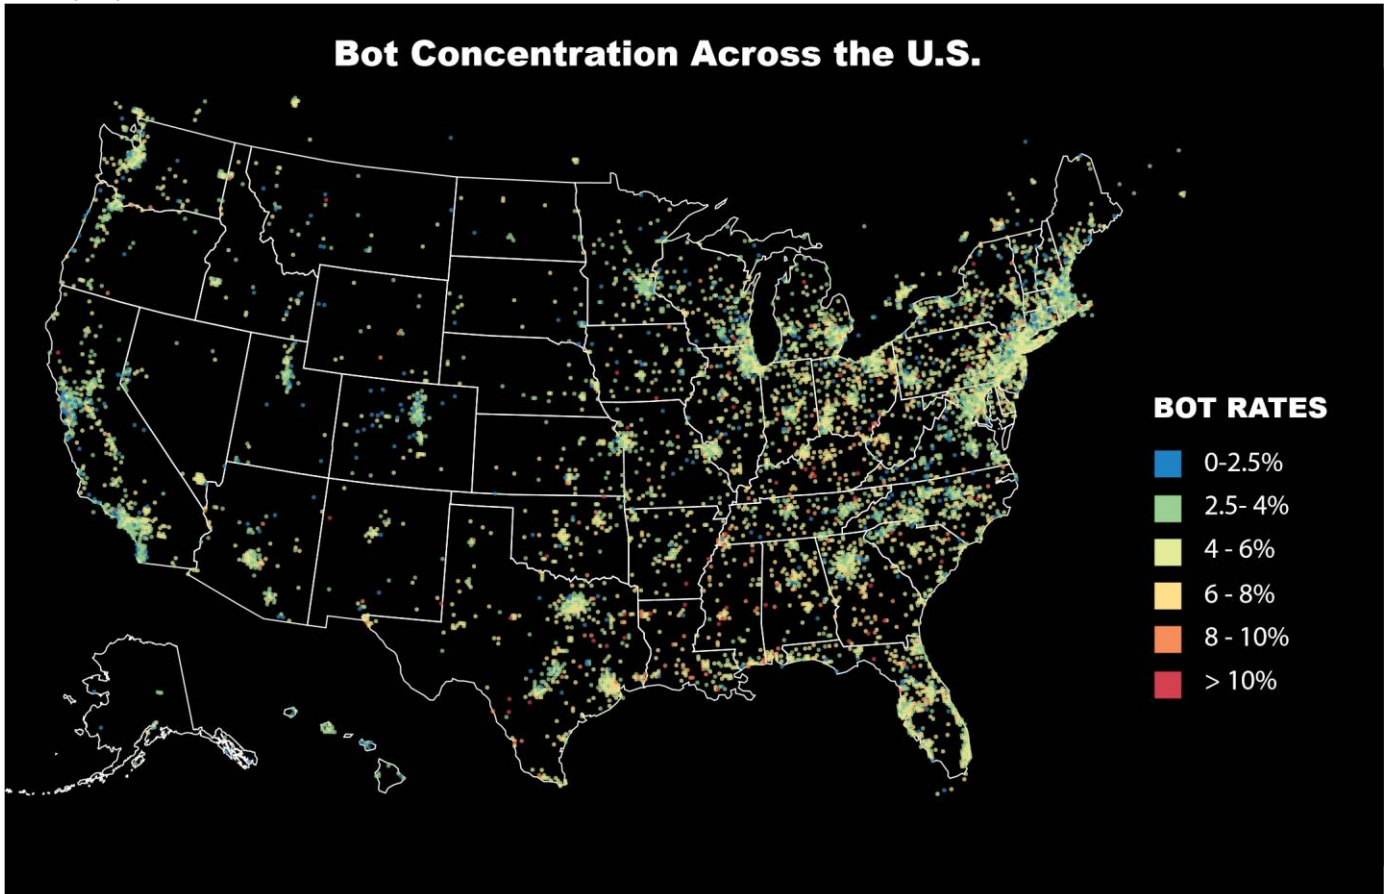 Bot Concentration Across the U.S.
BOT RATES
0-2.5%
2.5- 4%
4 - 6%
6 - 8%
8 - 10%
> 10%